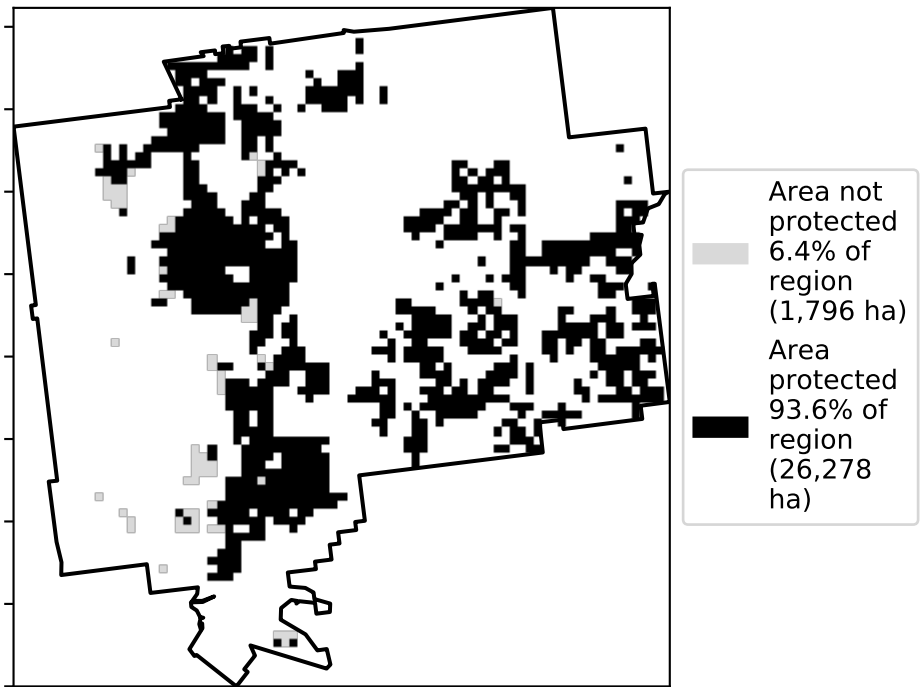 Area not
protected
6.4% of
region
(1,796 ha)
Area
protected
93.6% of
region
(26,278
ha)